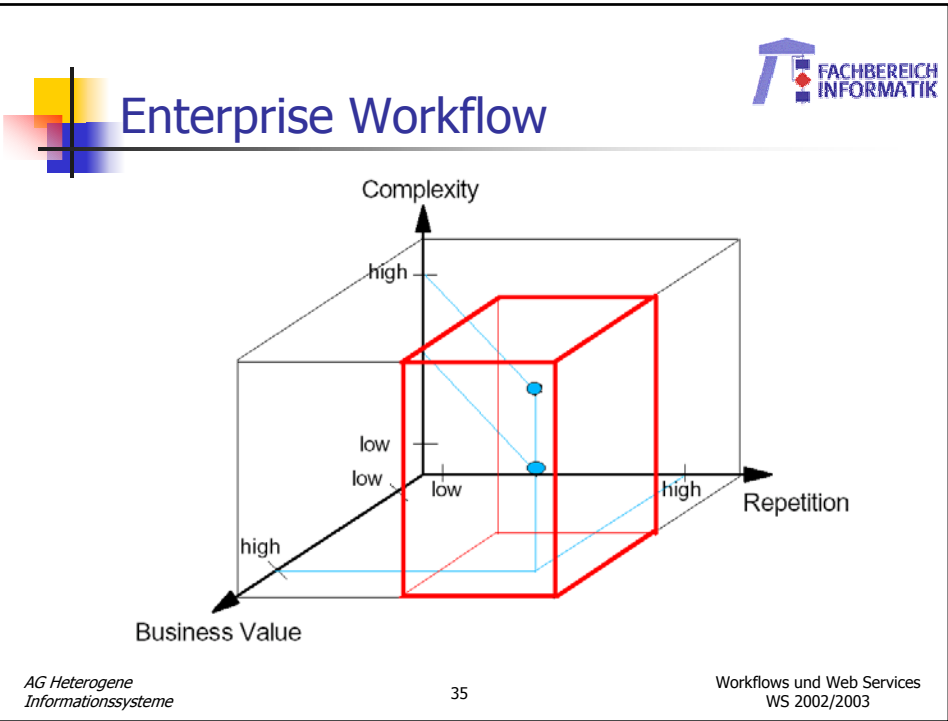 FACHBEREICH
INFORMATIK
Enterprise Workflow
Complexity
high
low
low
low
high
Repetition
high
Business Value
AG Heterogene
Informationssysteme
35
Workflows und Web Services
WS 2002/2003